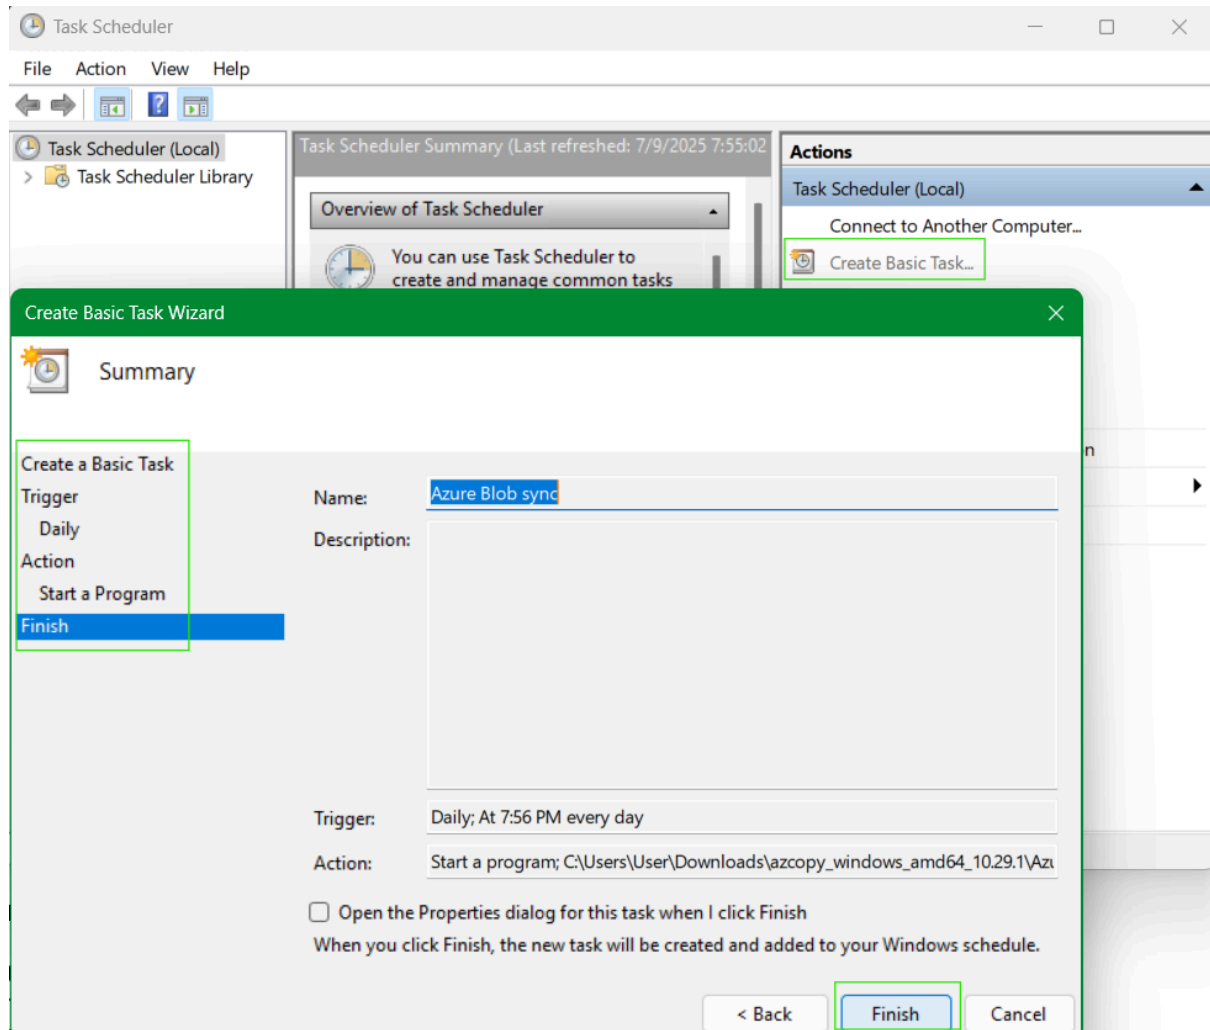 Task Scheduler
File Action View Help
Task Scheduler (Local)
Task Scheduler Library
Task Scheduler Summary (Last refreshed: 7/9/2025 7:55:02
Overview of Task Scheduler
You can use Task Scheduler to
create and manage common tasks
Actions
Task Scheduler (Local)
Connect to Another Computer...
Create Basic Task...
n
Create Basic Task Wizard
Summary
Create a Basic Task
Trigger
Daily
Action
Start a Program
Finish
Name: Azure Blob sync
Description:
Trigger: Daily; At 7:56 PM every day
Action: Start a program; C:\Users\User\Downloads\azcopy_windows_amd64_10.29.1\Azu
Open the Properties dialog for this task when I click Finish
When you click Finish, the new task will be created and added to your Windows schedule.
< Back Finish Cancel